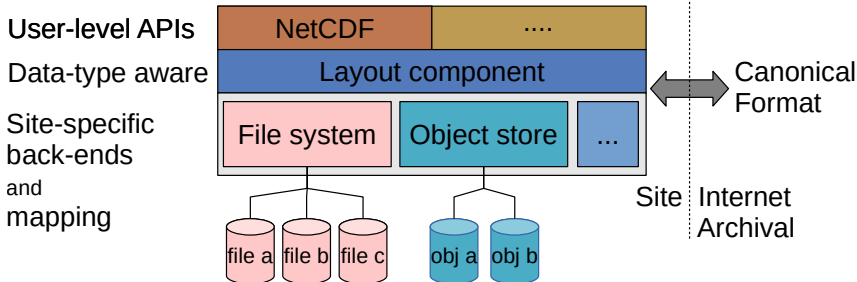 User-level APIs
NetCDF
....
Data-type aware
Layout component
Canonical
Format
Site-specific
back-ends
and
mapping
File system
Object store
...
Site
Internet
Archival
file a
file b
file c
obj a
obj b